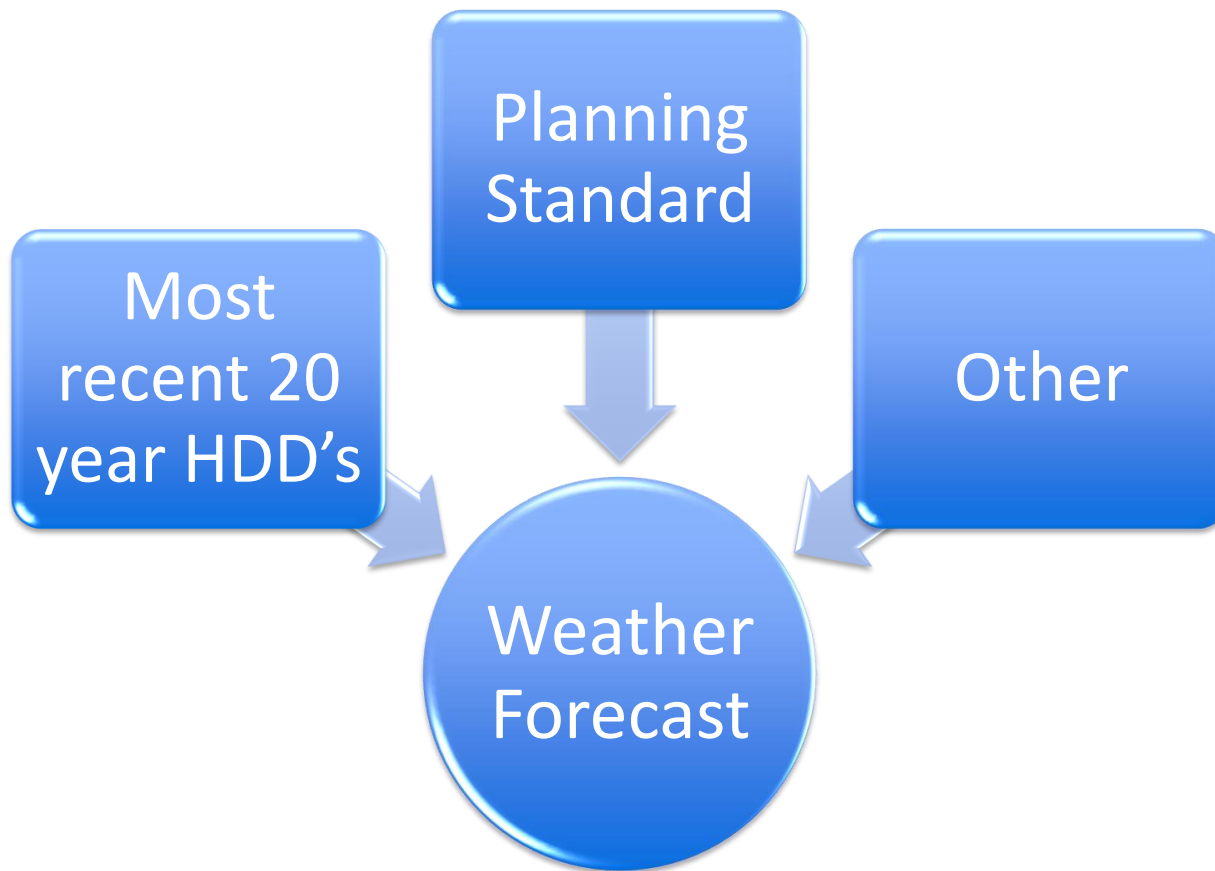 Planning
Standard
Most
recent 20
year HDD’s
Other
Weather
Forecast